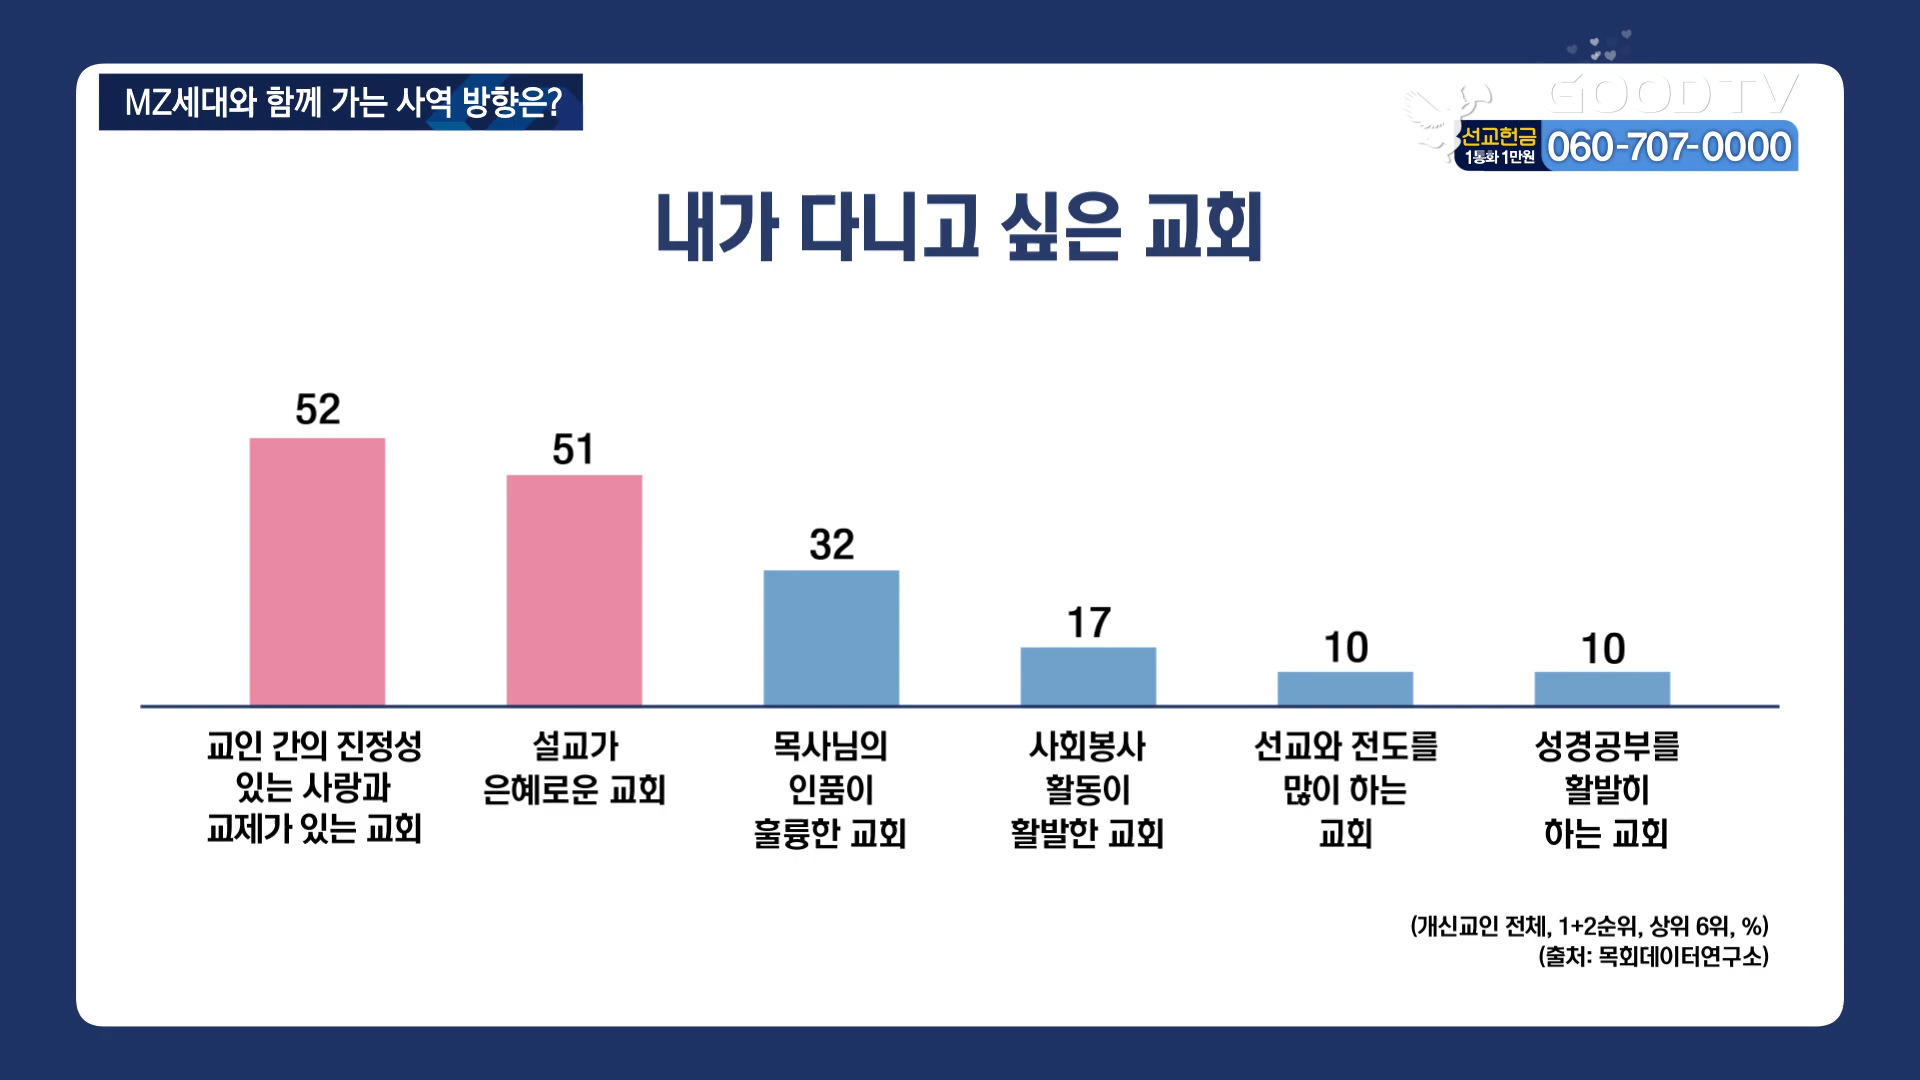 MZ세대와 함께 가는 사역 방향은?
GOODTV
선교헌금
1통화 1만원
060-707-0000
내가 다니고 싶은 교회
52
51
32
17
10
10
교인 간의 진정성
있는 사랑과
교제가 있는 교회
설교가
은혜로운 교회
목사님의
인품이
훌륭한 교회
사회봉사
활동이
활발한 교회
선교와 전도를
많이 하는
교회
성경공부를
활발히
하는 교회
(개신교인 전체, 1+2순위, 상위 6위, %)
(출처: 목회데이터연구소)